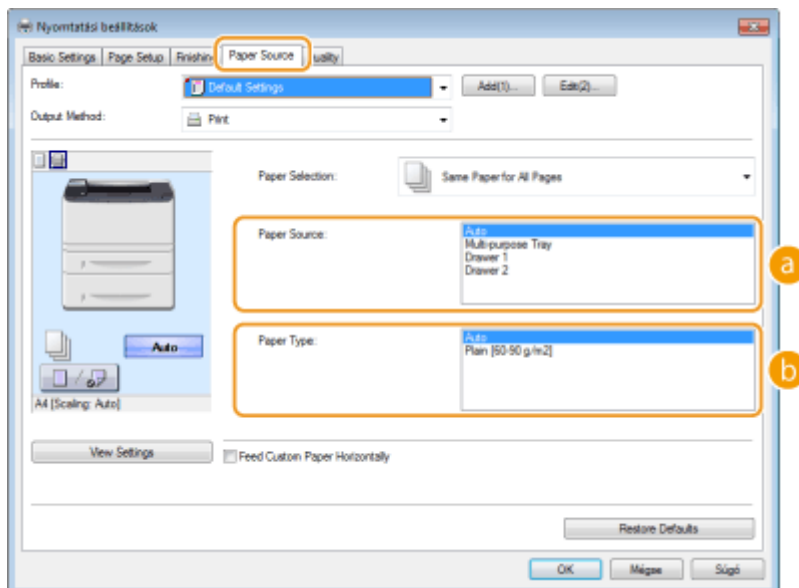 Nyomtatási beállítások
Basic Settings Page Setup Finishin Paper Source uality
Profile: Default Settings Add(1)... Edit(2)...
Output Method: Print
Paper Selection: Same Paper for All Pages
Paper Source: Auto
Multi-purpose Tray
Drawer 1
Drawer 2
a
Auto
Paper Type: Auto
Plain [60-90 g/m2]
b
A4 [Scaling: Auto]
View Settings Feed Custom Paper Horizontally
Restore Defaults
OK Mégse Súgó